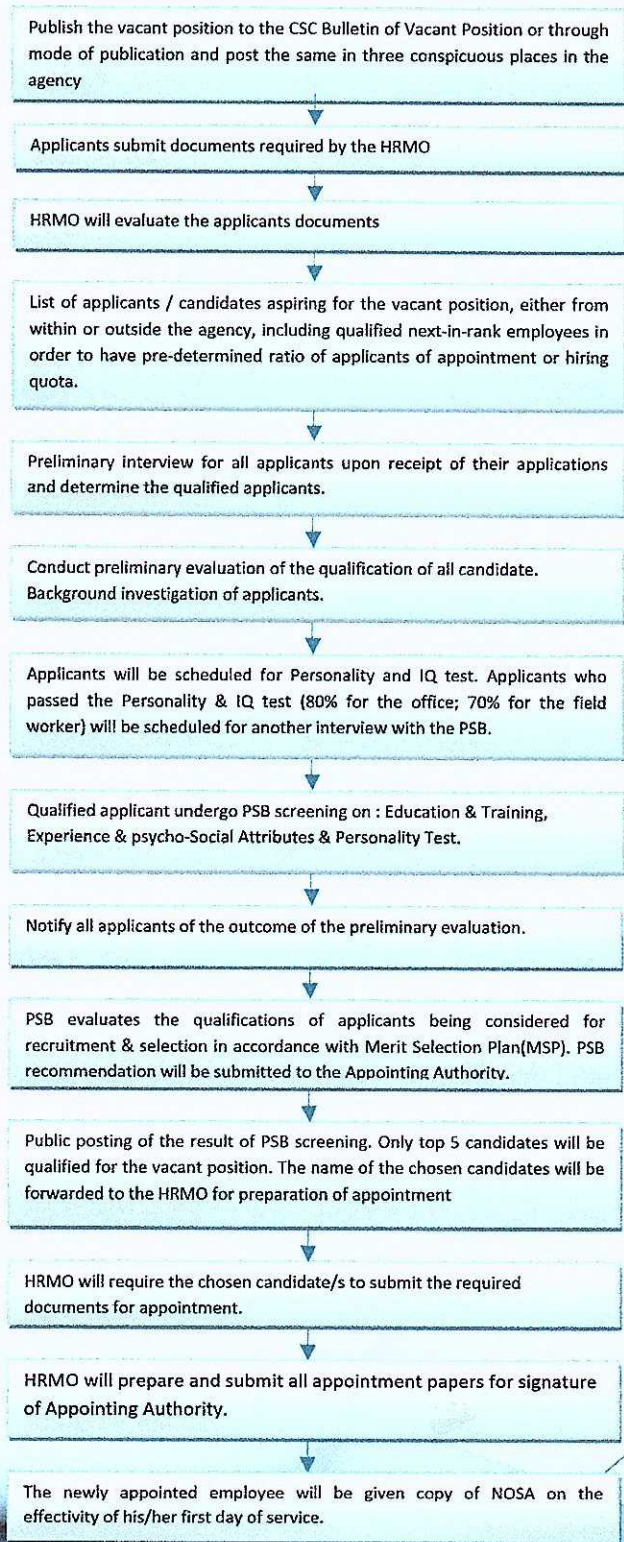 Publish the vacant position to the CSC Bulletin of Vacant Position or through
mode of publication and post the same in three conspicuous places in the
agency
Applicants submit documents required by the HRMO
HRMO will evaluate the applicants documents
List of applicants / candidates aspiring for the vacant position, either from
within or outside the agency, including qualified next-in-rank employees in
order to have pre-determined ratio of applicants of appointment or hiring
quota.
Preliminary interview for all applicants upon receipt of their applications
and determine the qualified applicants.
Conduct preliminary evaluation of the qualification of all candidate.
Background investigation of applicants.
Applicants will be scheduled for Personality and IQ test. Applicants who
passed the Personality & IQ test (80% for the office; 70% for the field
worker) will be scheduled for another interview with the PSB.
Qualified applicant undergo PSB screening on : Education & Training,
Experience & psycho-Social Attributes & Personality Test.
Notify all applicants of the outcome of the preliminary evaluation.
PSB evaluates the qualifications of applicants being considered for
recruitment & selection in accordance with Merit Selection Plan(MSP). PSB
recommendation will be submitted to the Appointing Authority.
Public posting of the result of PSB screening. Only top 5 candidates will be
qualified for the vacant position. The name of the chosen candidates will be
forwarded to the HRMO for preparation of appointment
HRMO will require the chosen candidate/s to submit the required
documents for appointment.
HRMO will prepare and submit all appointment papers for signature
of Appointing Authority.
The newly appointed employee will be given copy of NOSA on the
effectivity of his/her first day of service.